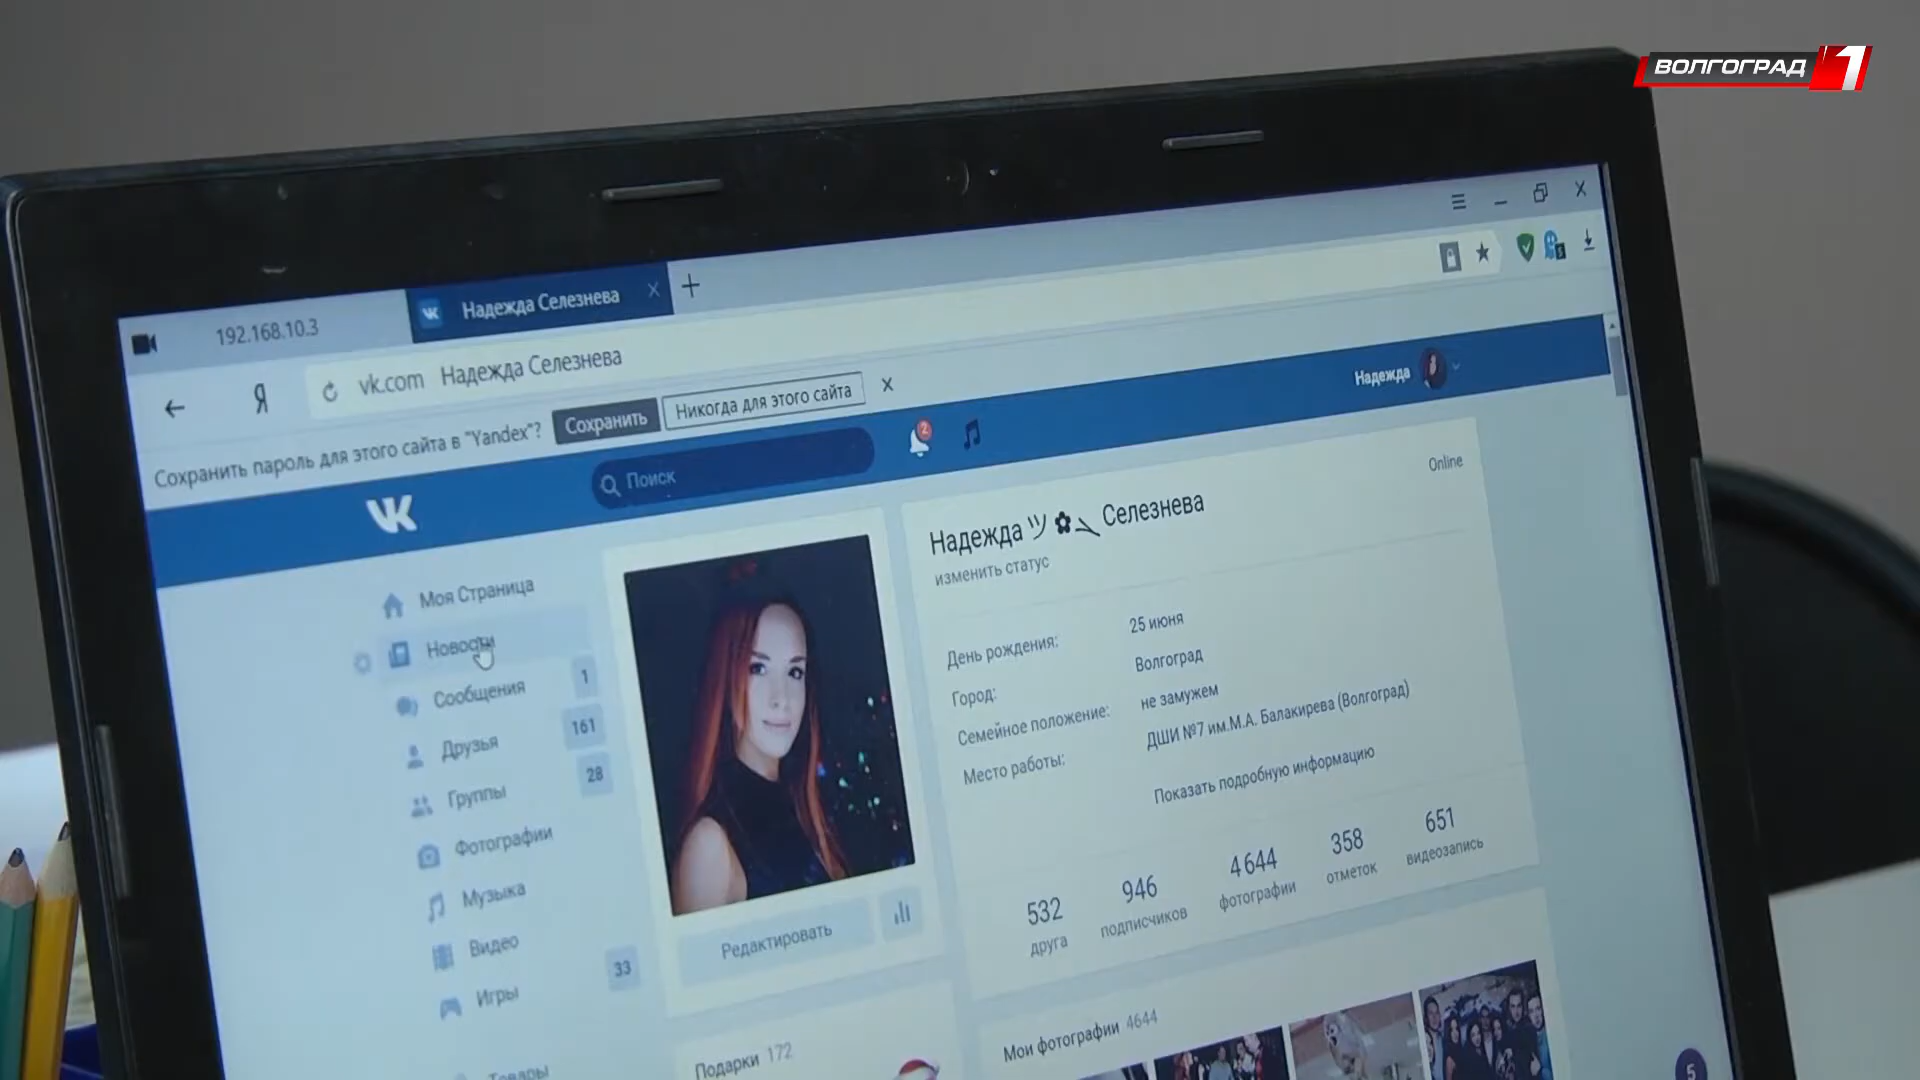 ВОЛГОГРАД 1
192.168.10.3
Надежда Селезнева
Я
vk.com Надежда Селезнева
Сохранить пароль для этого сайта в "Yandex"?
Сохранить
Никогда для этого сайта
Поиск
2
Надежда
Моя Страница
Новости
Сообщения 1
Друзья 161
Группы 28
Фотографии
Музыка
Видео
Игры 33
Товары
Редактировать
Подарки 172
Надежда ツ ✿ Селезнева
Online
изменить статус
День рождения: 25 июня
Город: Волгоград
Семейное положение: не замужем
Место работы: ДШИ №7 им.М.А. Балакирева (Волгоград)
Показать подробную информацию
532 друга
946 подписчиков
4 644 фотографии
358 отметок
651 видеозапись
Мои фотографии 4644
5